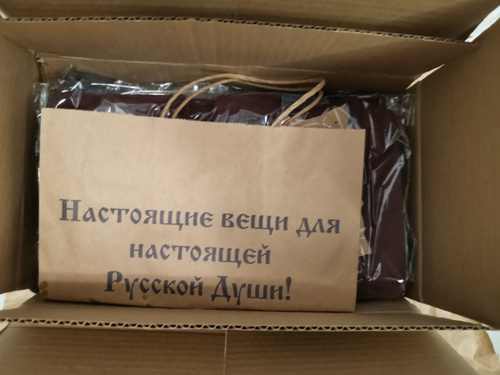 Настоящие вещи для
настоящей
Русской Души!